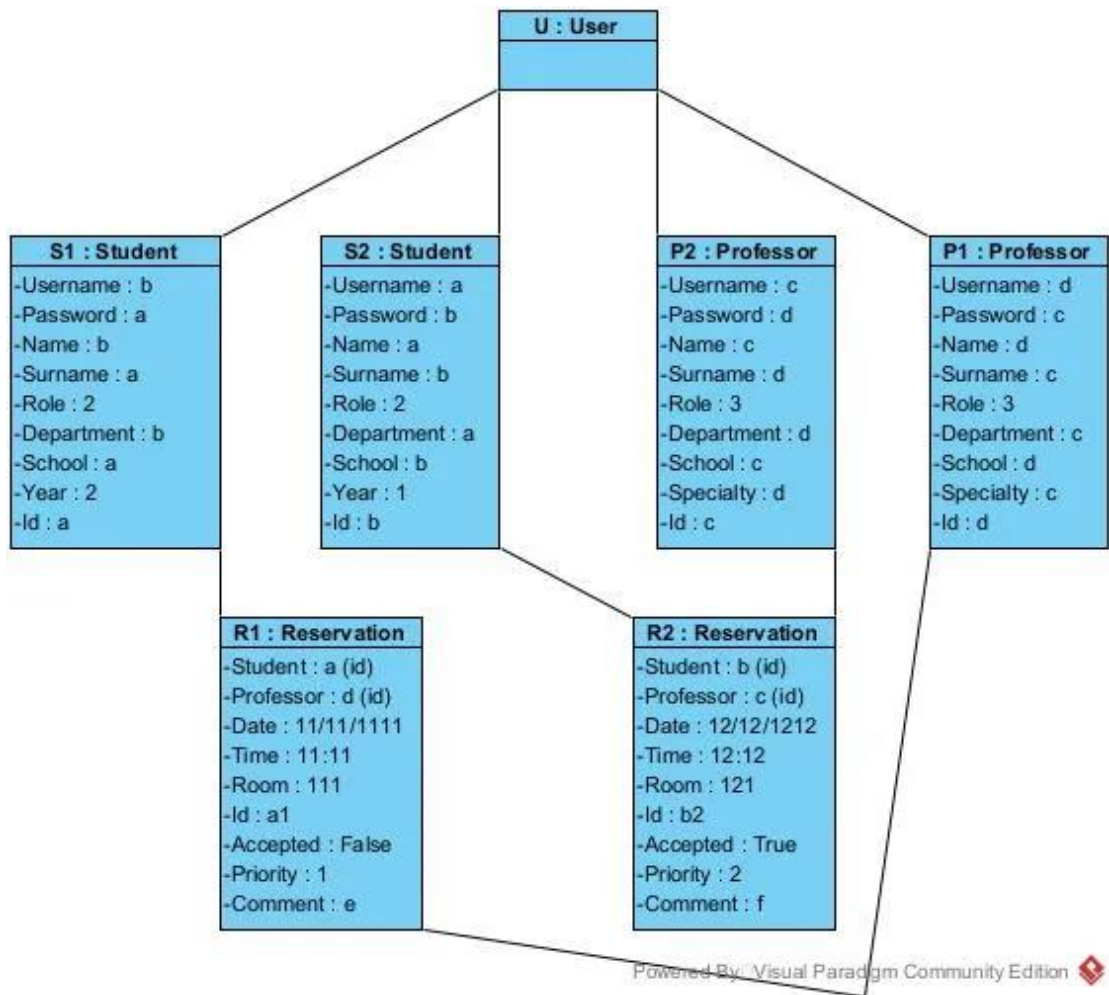 U : User
S1 : Student
-Username : b
-Password : a
-Name : b
-Surname : a
-Role : 2
-Department : b
-School : a
-Year : 2
-Id : a
S2 : Student
-Username : a
-Password : b
-Name : a
-Surname : b
-Role : 2
-Department : a
-School : b
-Year : 1
-Id : b
P2 : Professor
-Username : c
-Password : d
-Name : c
-Surname : d
-Role : 3
-Department : d
-School : c
-Specialty : d
-Id : c
P1 : Professor
-Username : d
-Password : c
-Name : d
-Surname : c
-Role : 3
-Department : c
-School : d
-Specialty : c
-Id : d
R1 : Reservation
-Student : a (id)
-Professor : d (id)
-Date : 11/11/1111
-Time : 11:11
-Room : 111
-Id : a1
-Accepted : False
-Priority : 1
-Comment : e
R2 : Reservation
-Student : b (id)
-Professor : c (id)
-Date : 12/12/1212
-Time : 12:12
-Room : 121
-Id : b2
-Accepted : True
-Priority : 2
-Comment : f
Powered By: Visual Paradigm Community Edition